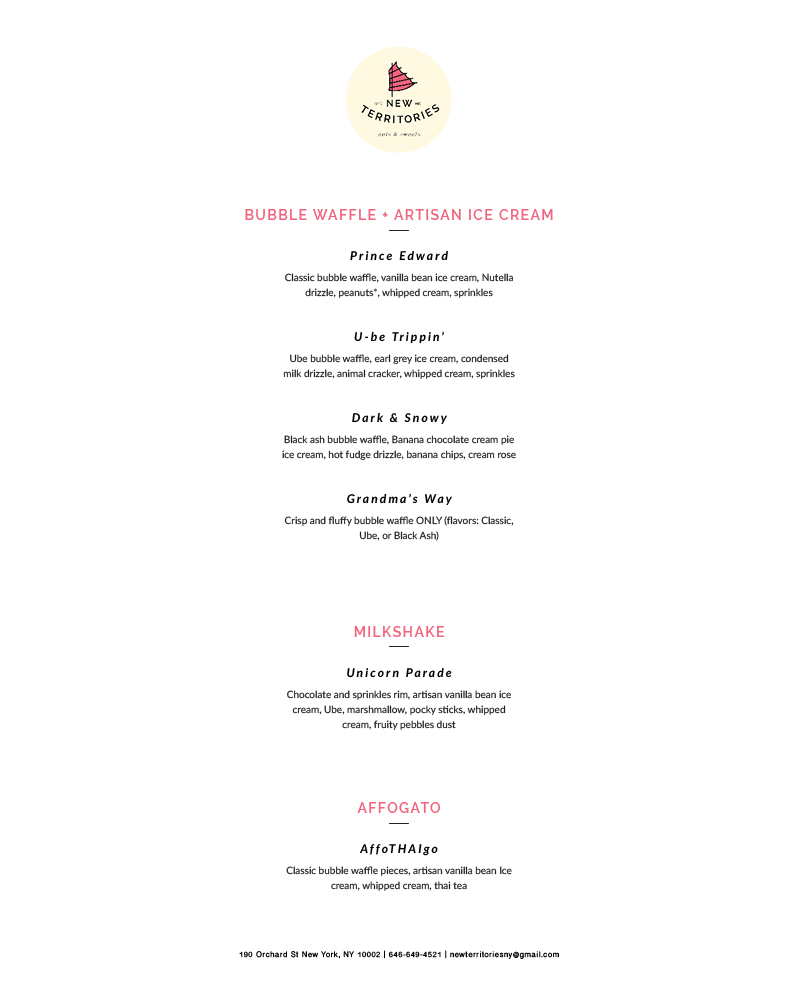 NEW
TERRITORIES
eats & sweets
BUBBLE WAFFLE + ARTISAN ICE CREAM
Prince Edward
Classic bubble waffle, vanilla bean ice cream, Nutella
drizzle, peanuts*, whipped cream, sprinkles
U-be Trippin'
Ube bubble waffle, earl grey ice cream, condensed
milk drizzle, animal cracker, whipped cream, sprinkles
Dark & Snowy
Black ash bubble waffle, Banana chocolate cream pie
ice cream, hot fudge drizzle, banana chips, cream rose
Grandma's Way
Crisp and fluffy bubble waffle ONLY (flavors: Classic,
Ube, or Black Ash)
MILKSHAKE
Unicorn Parade
Chocolate and sprinkles rim, artisan vanilla bean ice
cream, Ube, marshmallow, pocky sticks, whipped
cream, fruity pebbles dust
AFFOGATO
AffoTHAIgo
Classic bubble waffle pieces, artisan vanilla bean Ice
cream, whipped cream, thai tea
190 Orchard St New York, NY 10002 | 646-649-4521 | newterritoriesny@gmail.com